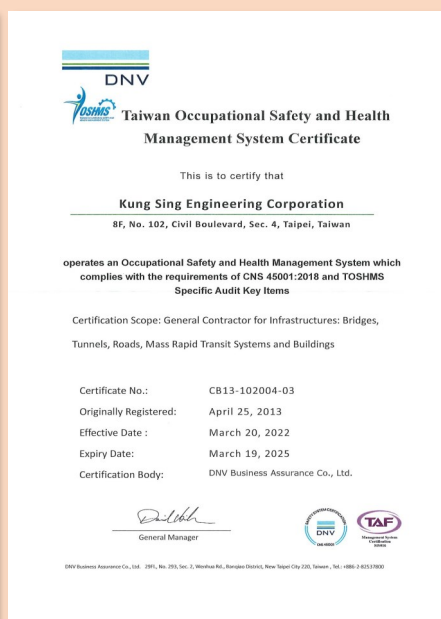 DNV
TOSHMS
Taiwan Occupational Safety and Health
Management System Certificate
This is to certify that
Kung Sing Engineering Corporation
8F, No. 102, Civil Boulevard, Sec. 4, Taipei, Taiwan
operates an Occupational Safety and Health Management System which
complies with the requirements of CNS 45001:2018 and TOSHMS
Specific Audit Key Items
Certification Scope: General Contractor for Infrastructures: Bridges,
Tunnels, Roads, Mass Rapid Transit Systems and Buildings
Certificate No.: CB13-102004-03
Originally Registered: April 25, 2013
Effective Date : March 20, 2022
Expiry Date: March 19, 2025
Certification Body: DNV Business Assurance Co., Ltd.
General Manager
DNV
TAF
Management System
Certification
DNV Business Assurance Co., Ltd. 29Fl., No. 293, Sec. 2, Wenhua Rd., Banqiao District, New Taipei City 220, Taiwan , Tel.: +886-2-82537800